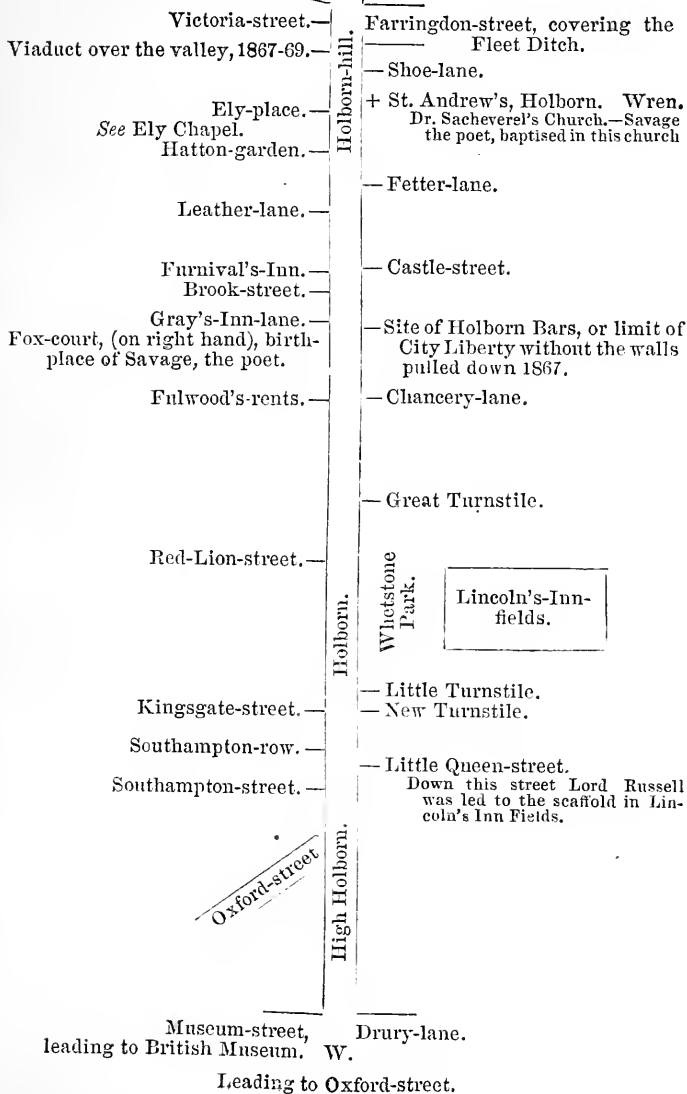 Victoria-street.
Farringdon-street, covering the
Fleet Ditch.
Viaduct over the valley, 1867-69.
Holborn-hill.
Shoe-lane.
Ely-place.
See Ely Chapel.
+ St. Andrew's, Holborn. Wren.
Dr. Sacheverel's Church.—Savage
the poet, baptised in this church
Hatton-garden.
Fetter-lane.
Leather-lane.
Furnival's-Inn.
Castle-street.
Brook-street.
Gray's-Inn-lane.
Fox-court, (on right hand), birth-
place of Savage, the poet.
Site of Holborn Bars, or limit of
City Liberty without the walls
pulled down 1867.
Fulwood's-rents.
Chancery-lane.
Great Turnstile.
Red-Lion-street.
Holborn.
Whetstone
Park.
Lincoln's-Inn-
fields.
Little Turnstile.
Kingsgate-street.
New Turnstile.
Southampton-row.
Little Queen-street.
Down this street Lord Russell
was led to the scaffold in Lin-
coln's Inn Fields.
Southampton-street.
Oxford-street
High Holborn.
Museum-street,
leading to British Museum.
W.
Drury-lane.
Leading to Oxford-street.